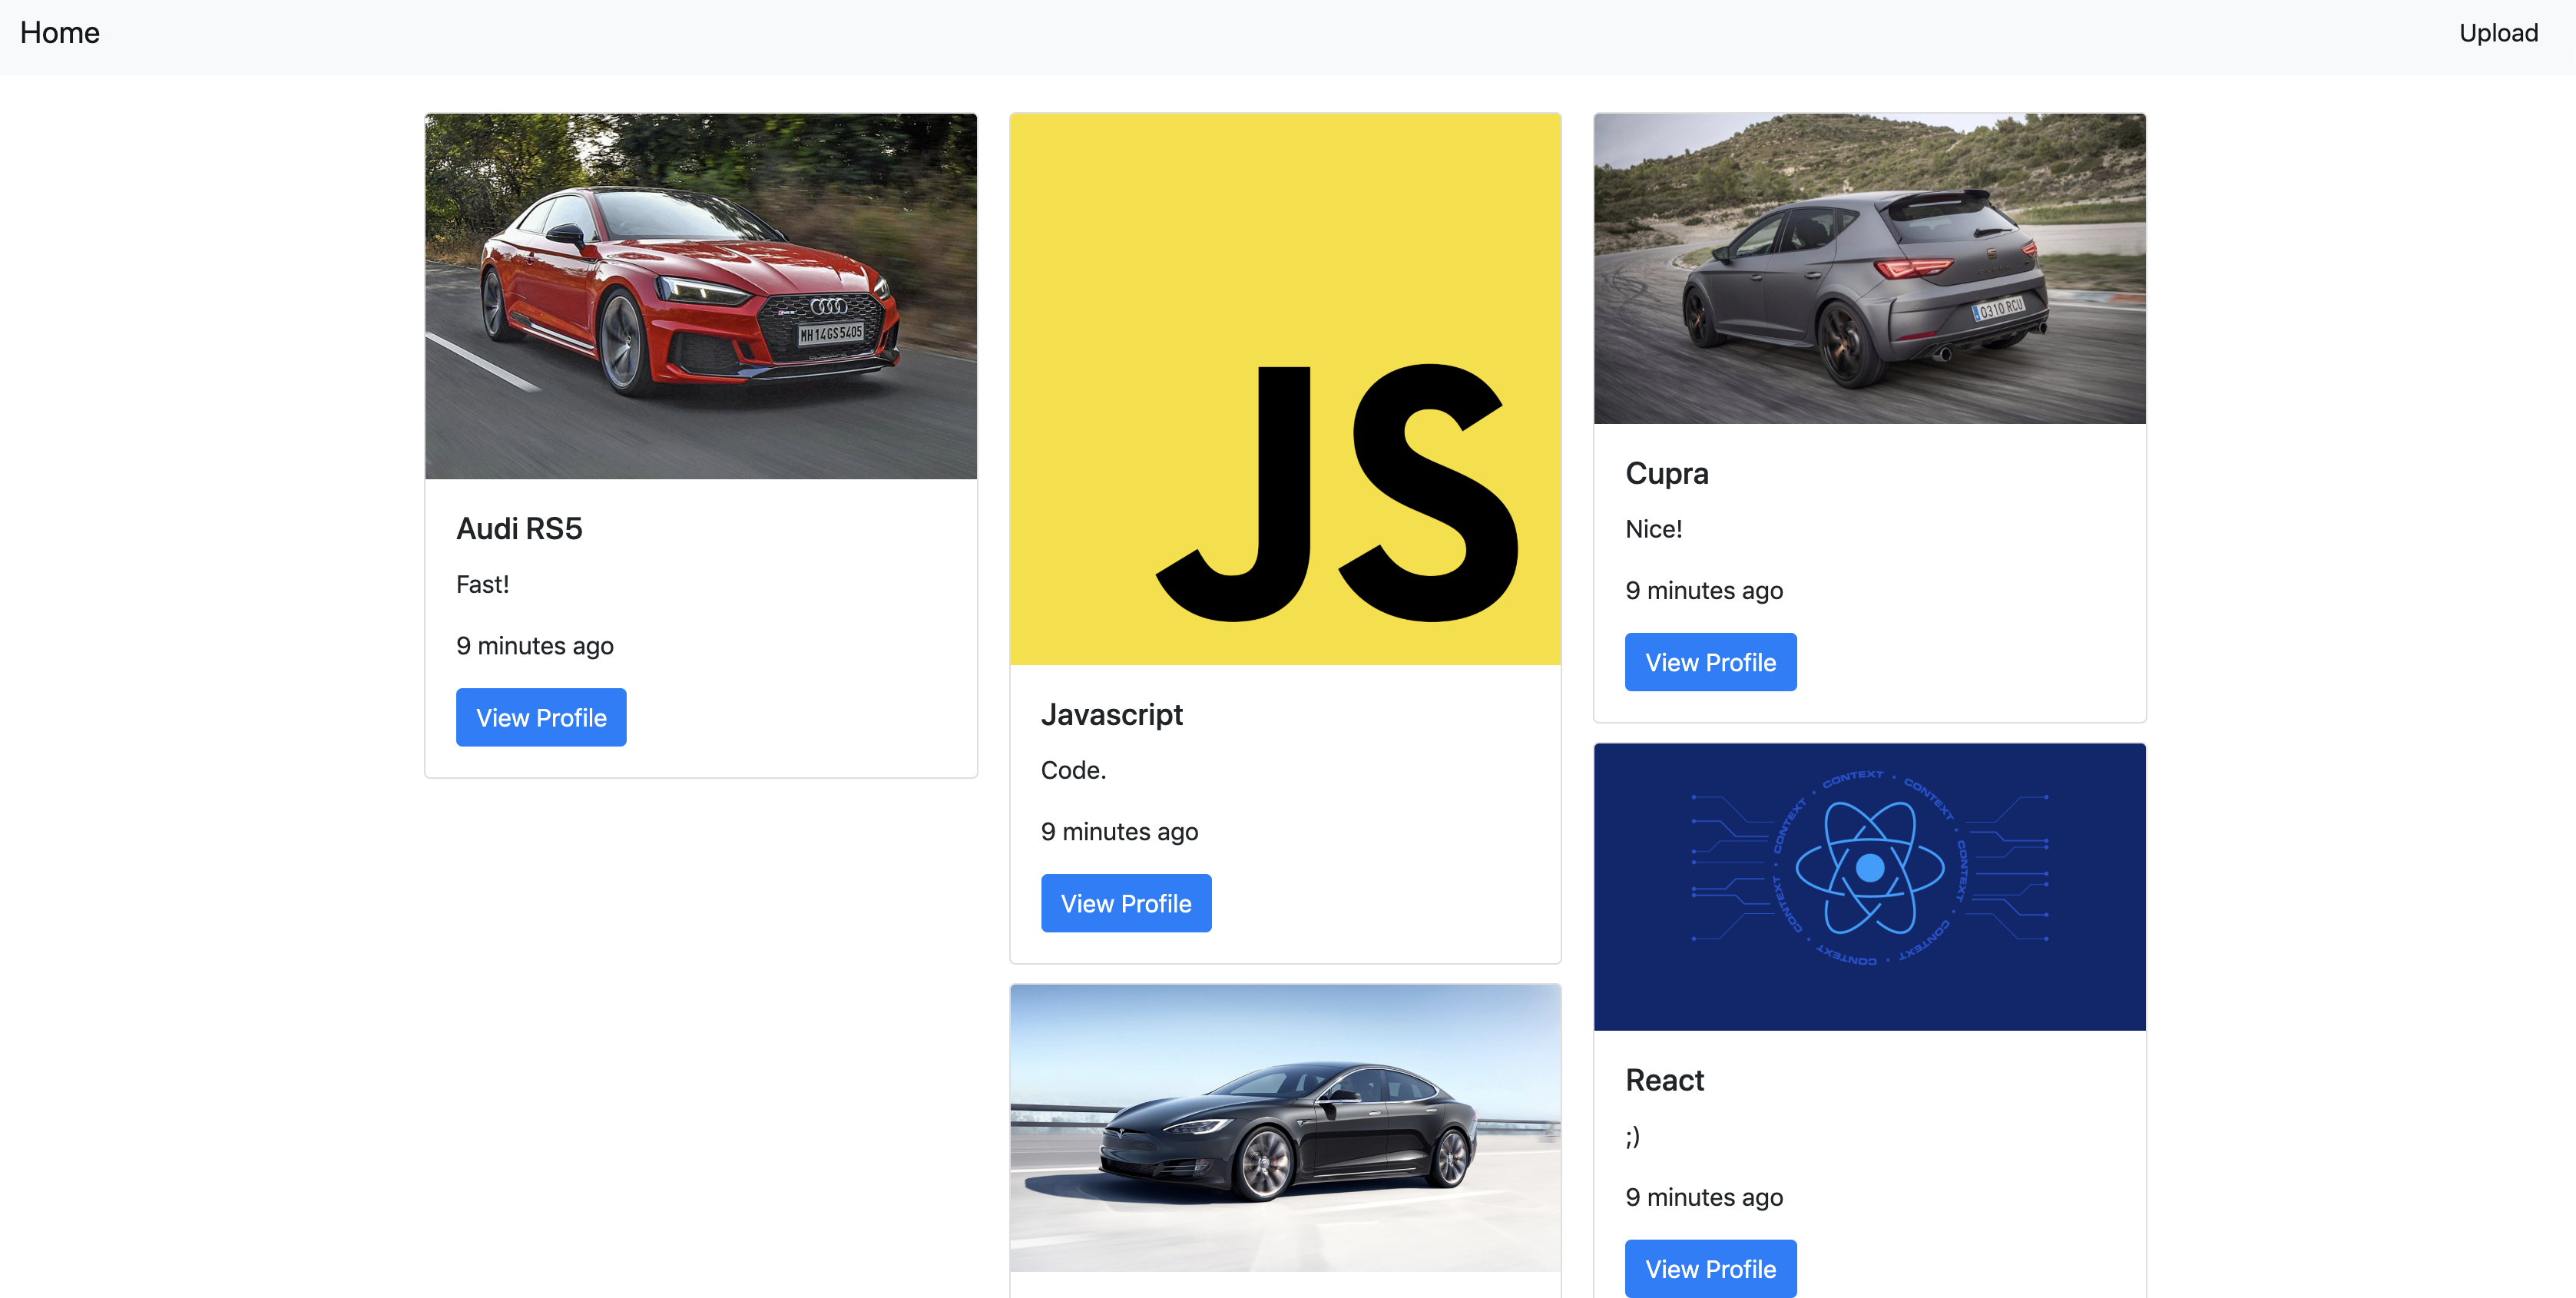 Home
Upload
MH14GS5405
Audi RS5
Fast!
9 minutes ago
View Profile
JS
Javascript
Code.
9 minutes ago
View Profile
0310 RCU
Cupra
Nice!
9 minutes ago
View Profile
CONTEXT • CONTEXT • CONTEXT • CONTEXT • CONTEXT • CONTEXT • CONTEXT • CONTEXT •
React
;)
9 minutes ago
View Profile